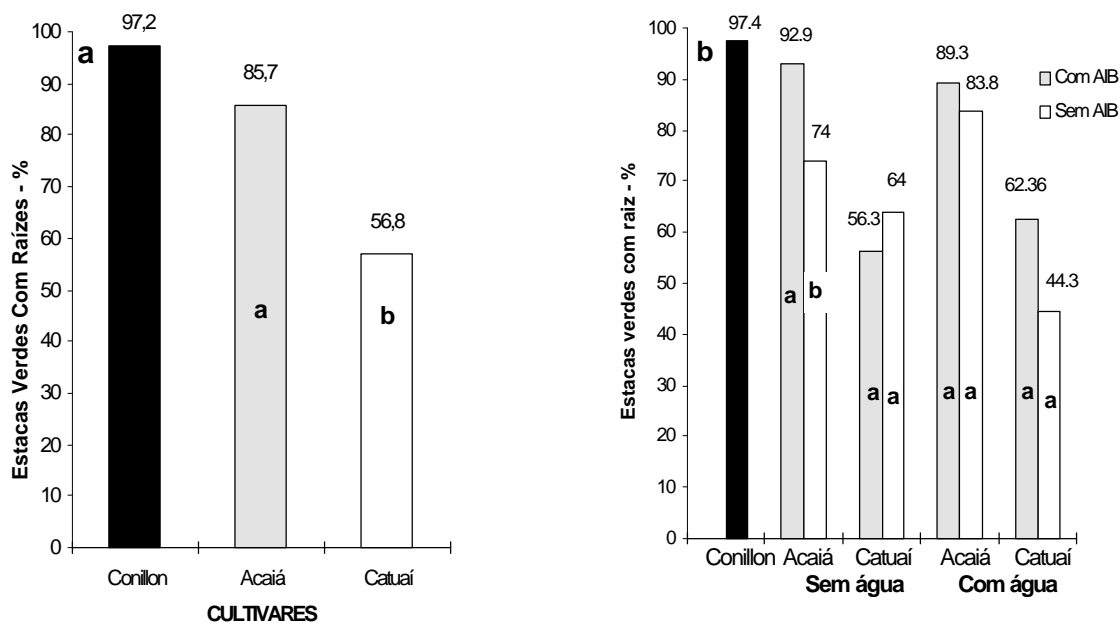 a
Estacas Verdes Com Raízes - %
100
90
80
70
60
50
40
30
20
10
0
97,2
85,7
56,8
a
b
Conillon Acaiá Catuaí
CULTIVARES
b
Estacas verdes com raiz - %
100
90
80
70
60
50
40
30
20
10
0
97.4
92.9
74
56.3
64
89.3
83.8
62.36
44.3
a b
a a
a a
a a
Com AIB
Sem AIB
Conillon Acaiá Catuaí Acaiá Catuaí
Sem água Com água